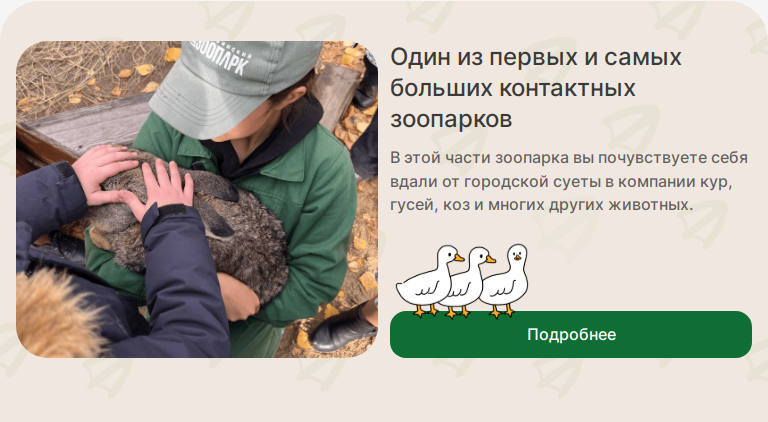 ЗООПАРК
Один из первых и самых
больших контактных
зоопарков
В этой части зоопарка вы почувствуете себя
вдали от городской суеты в компании кур,
гусей, коз и многих других животных.
Подробнее